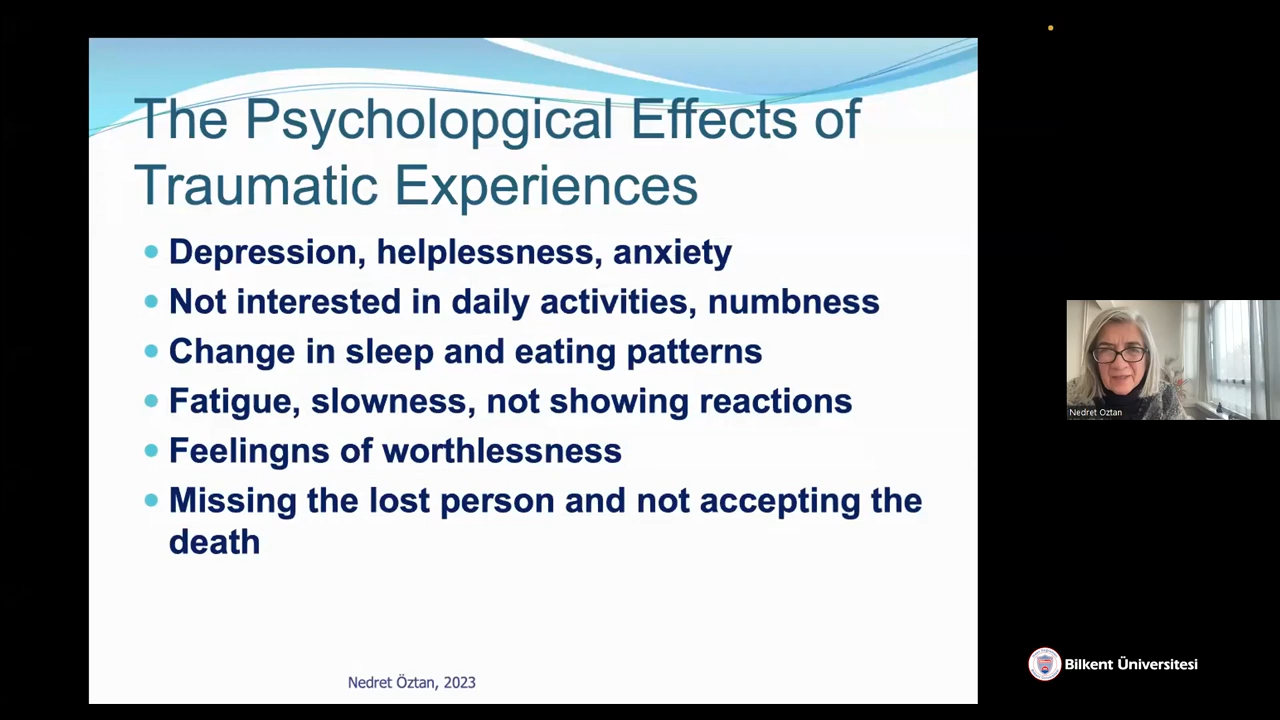 The Psycholopgical Effects of
Traumatic Experiences
Depression, helplessness, anxiety
Not interested in daily activities, numbness
Change in sleep and eating patterns
Fatigue, slowness, not showing reactions
Feelingns of worthlessness
Missing the lost person and not accepting the
death
Nedret Öztan, 2023
Nedret Oztan
Bilkent Üniversitesi